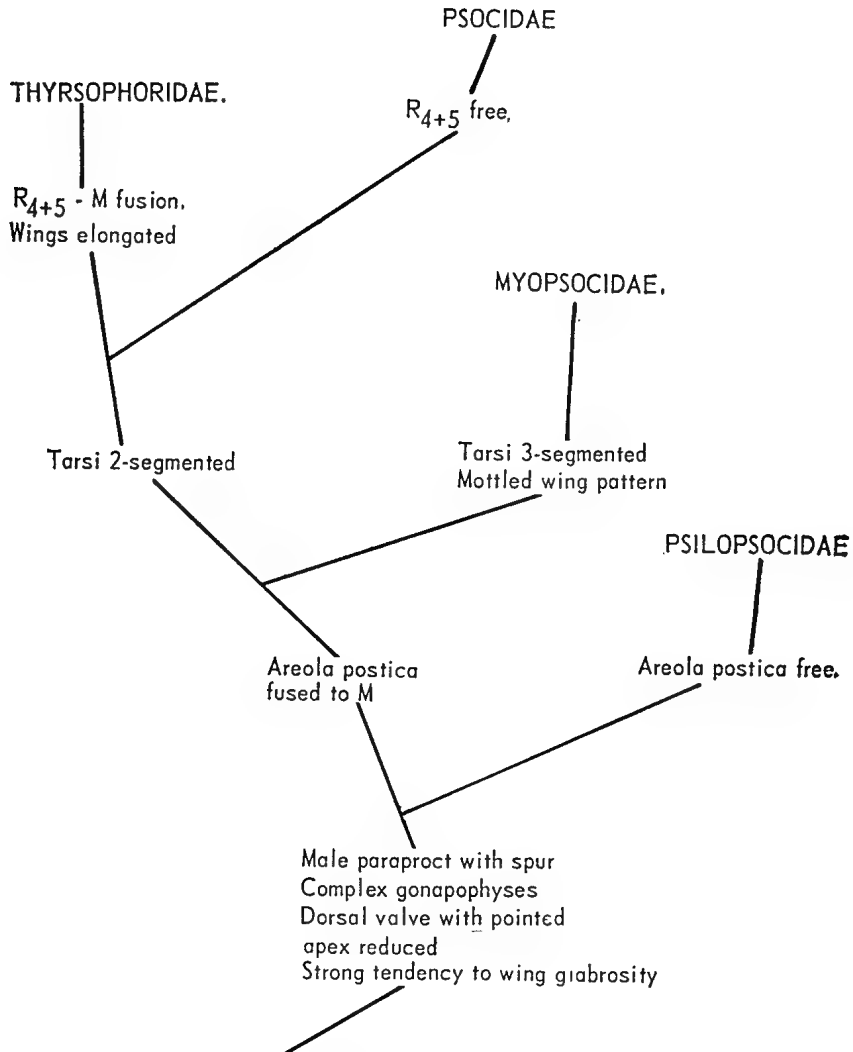 PSOCIDAE
THYRSOPHORIDAE.
R4+5 free,
R4+5 - M fusion.
Wings elongated
MYOPSOCIDAE.
Tarsi 2-segmented
Tarsi 3-segmented
Mottled wing pattern
PSILOPSOCIDAE
Areola postica
fused to M
Areola postica free.
Male paraproct with spur
Complex gonapophyses
Dorsal valve with pointed
apex reduced
Strong tendency to wing glabrosity